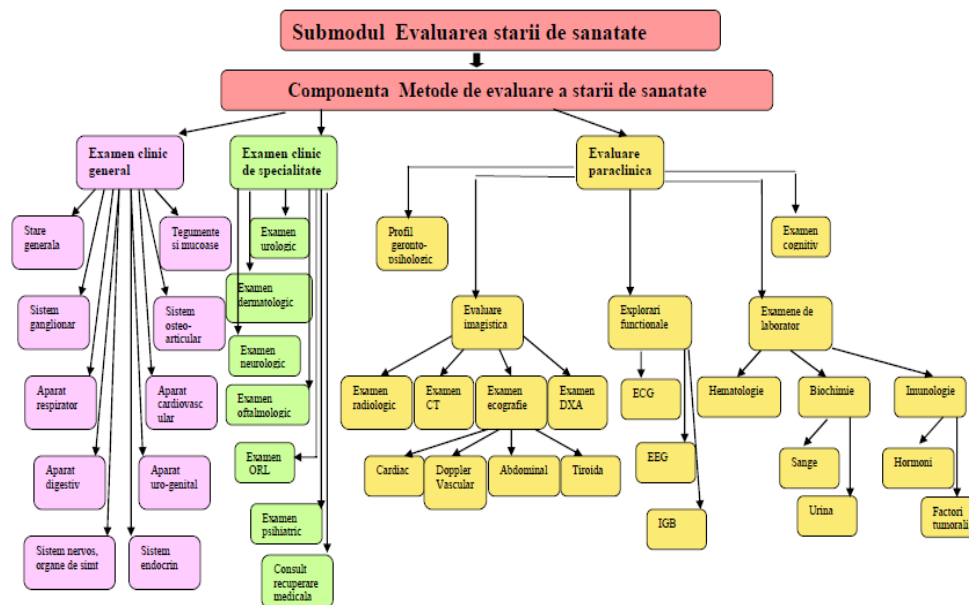 Submodul Evaluarea starii de sanatate
Componenta Metode de evaluare a starii de sanatate
Examen clinic
general
Stare
generala
Tegumente
si mucoase
Sistem
ganglionar
Sistem
osteo-
articular
Aparat
respirator
Aparat
cardiovasc
ular
Aparat
digestiv
Aparat
uro-genital
Sistem nervos,
organe de simt
Sistem
endocrin
Examen clinic
de specialitate
Examen
urologic
Examen
dermatologic
Examen
neurologic
Examen
oftalmologic
Examen
ORL
Examen
psihiatric
Consult
recuperare
medicala
Evaluare
paraclinica
Profil
geronto-
psihologic
Examen
cognitiv
Evaluare
imagistica
Explorari
functionale
Examene de
laborator
Examen
radiologic
Examen
CT
Examen
ecografie
Examen
DXA
Cardiac
Doppler
Vascular
Abdominal
Tiroida
ECG
EEG
IGB
Hematologie
Biochimie
Imunologie
Sange
Urina
Hormoni
Factori
tumorali